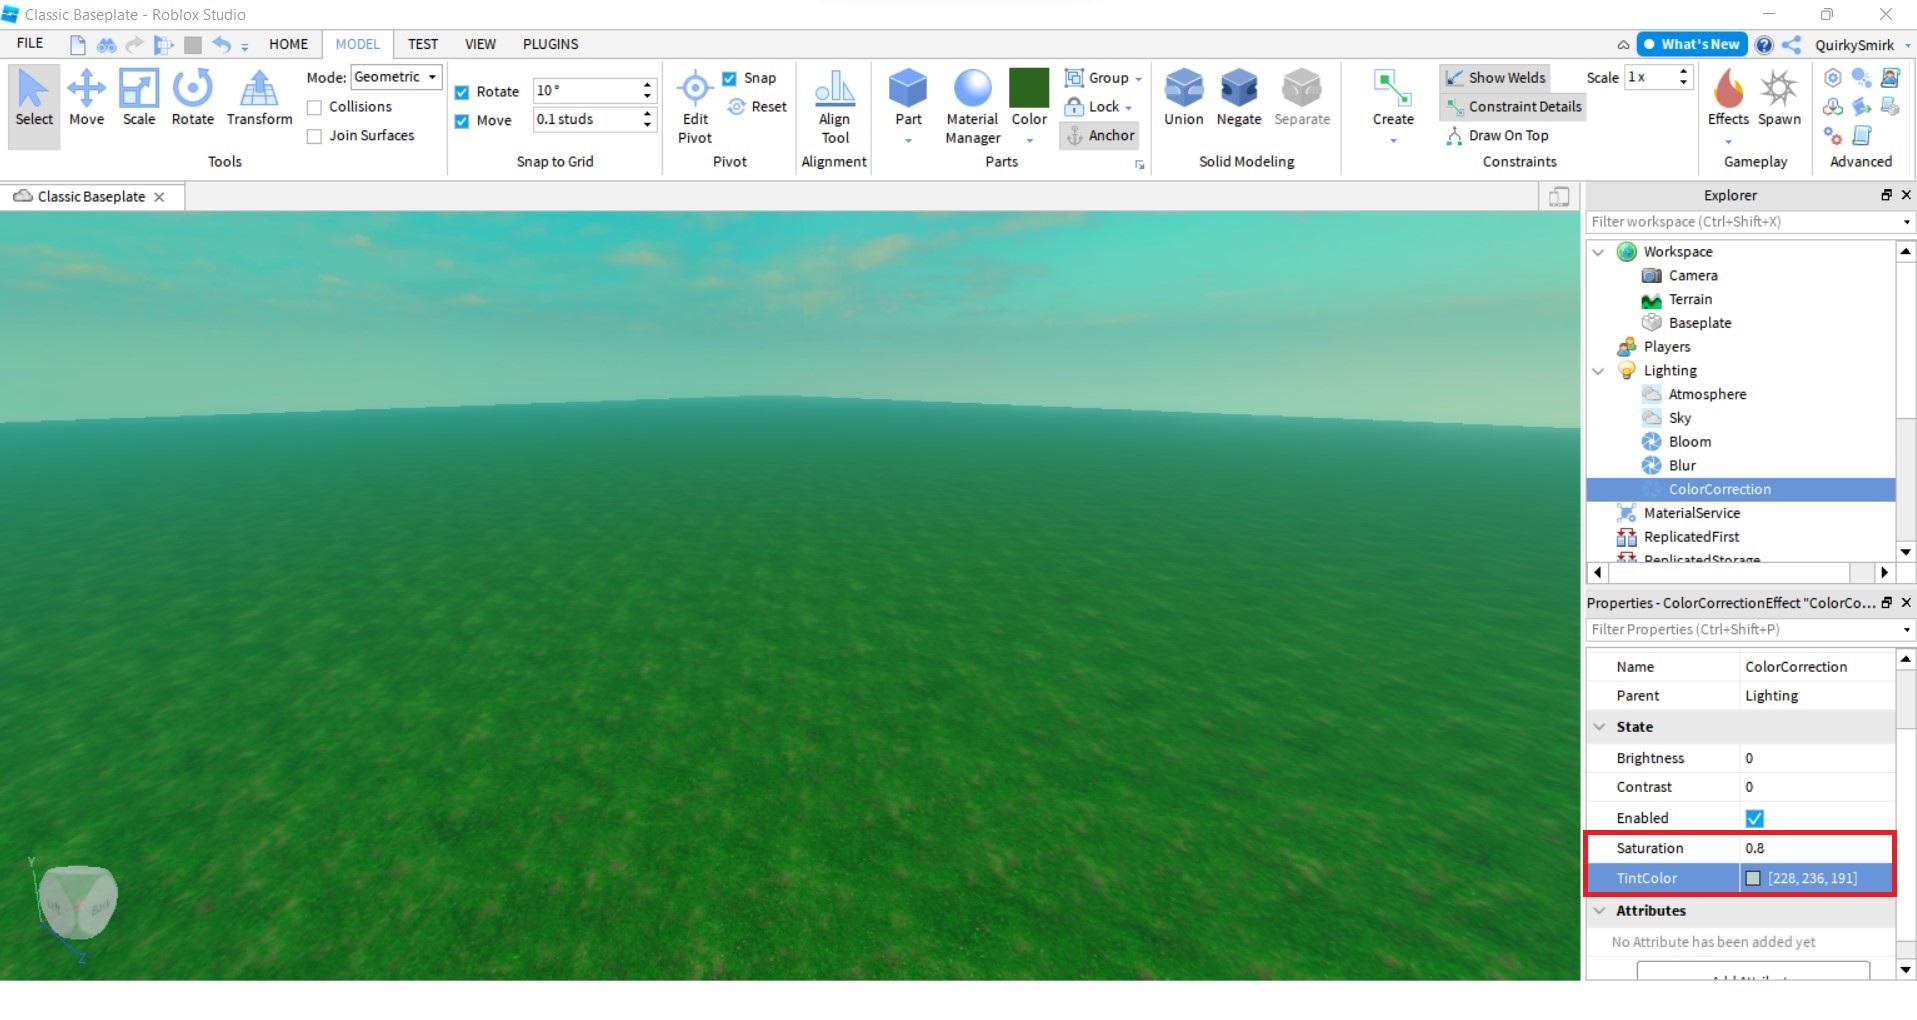 Classic Baseplate - Roblox Studio
FILE HOME MODEL TEST VIEW PLUGINS What's New QuirkySmirk
Select Move Scale Rotate Transform
Mode: Geometric
Collisions
Join Surfaces
Tools
Rotate 10 °
Move 0.1 studs
Snap to Grid
Edit Pivot
Snap
Reset
Pivot
Align Tool
Alignment
Part
Material Manager
Color
Group
Lock
Anchor
Parts
Union Negate Separate
Solid Modeling
Create
Show Welds
Constraint Details
Draw On Top
Scale 1 x
Constraints
Effects Spawn
Gameplay
Advanced
Classic Baseplate
Explorer
Filter workspace (Ctrl+Shift+X)
Workspace
Camera
Terrain
Baseplate
Players
Lighting
Atmosphere
Sky
Bloom
Blur
ColorCorrection
MaterialService
ReplicatedFirst
ReplicatedStorage
Properties - ColorCorrectionEffect "ColorCo...
Filter Properties (Ctrl+Shift+P)
Name ColorCorrection
Parent Lighting
State
Brightness 0
Contrast 0
Enabled
Saturation 0.8
TintColor [228, 236, 191]
Attributes
No Attribute has been added yet
Y
Back
Z